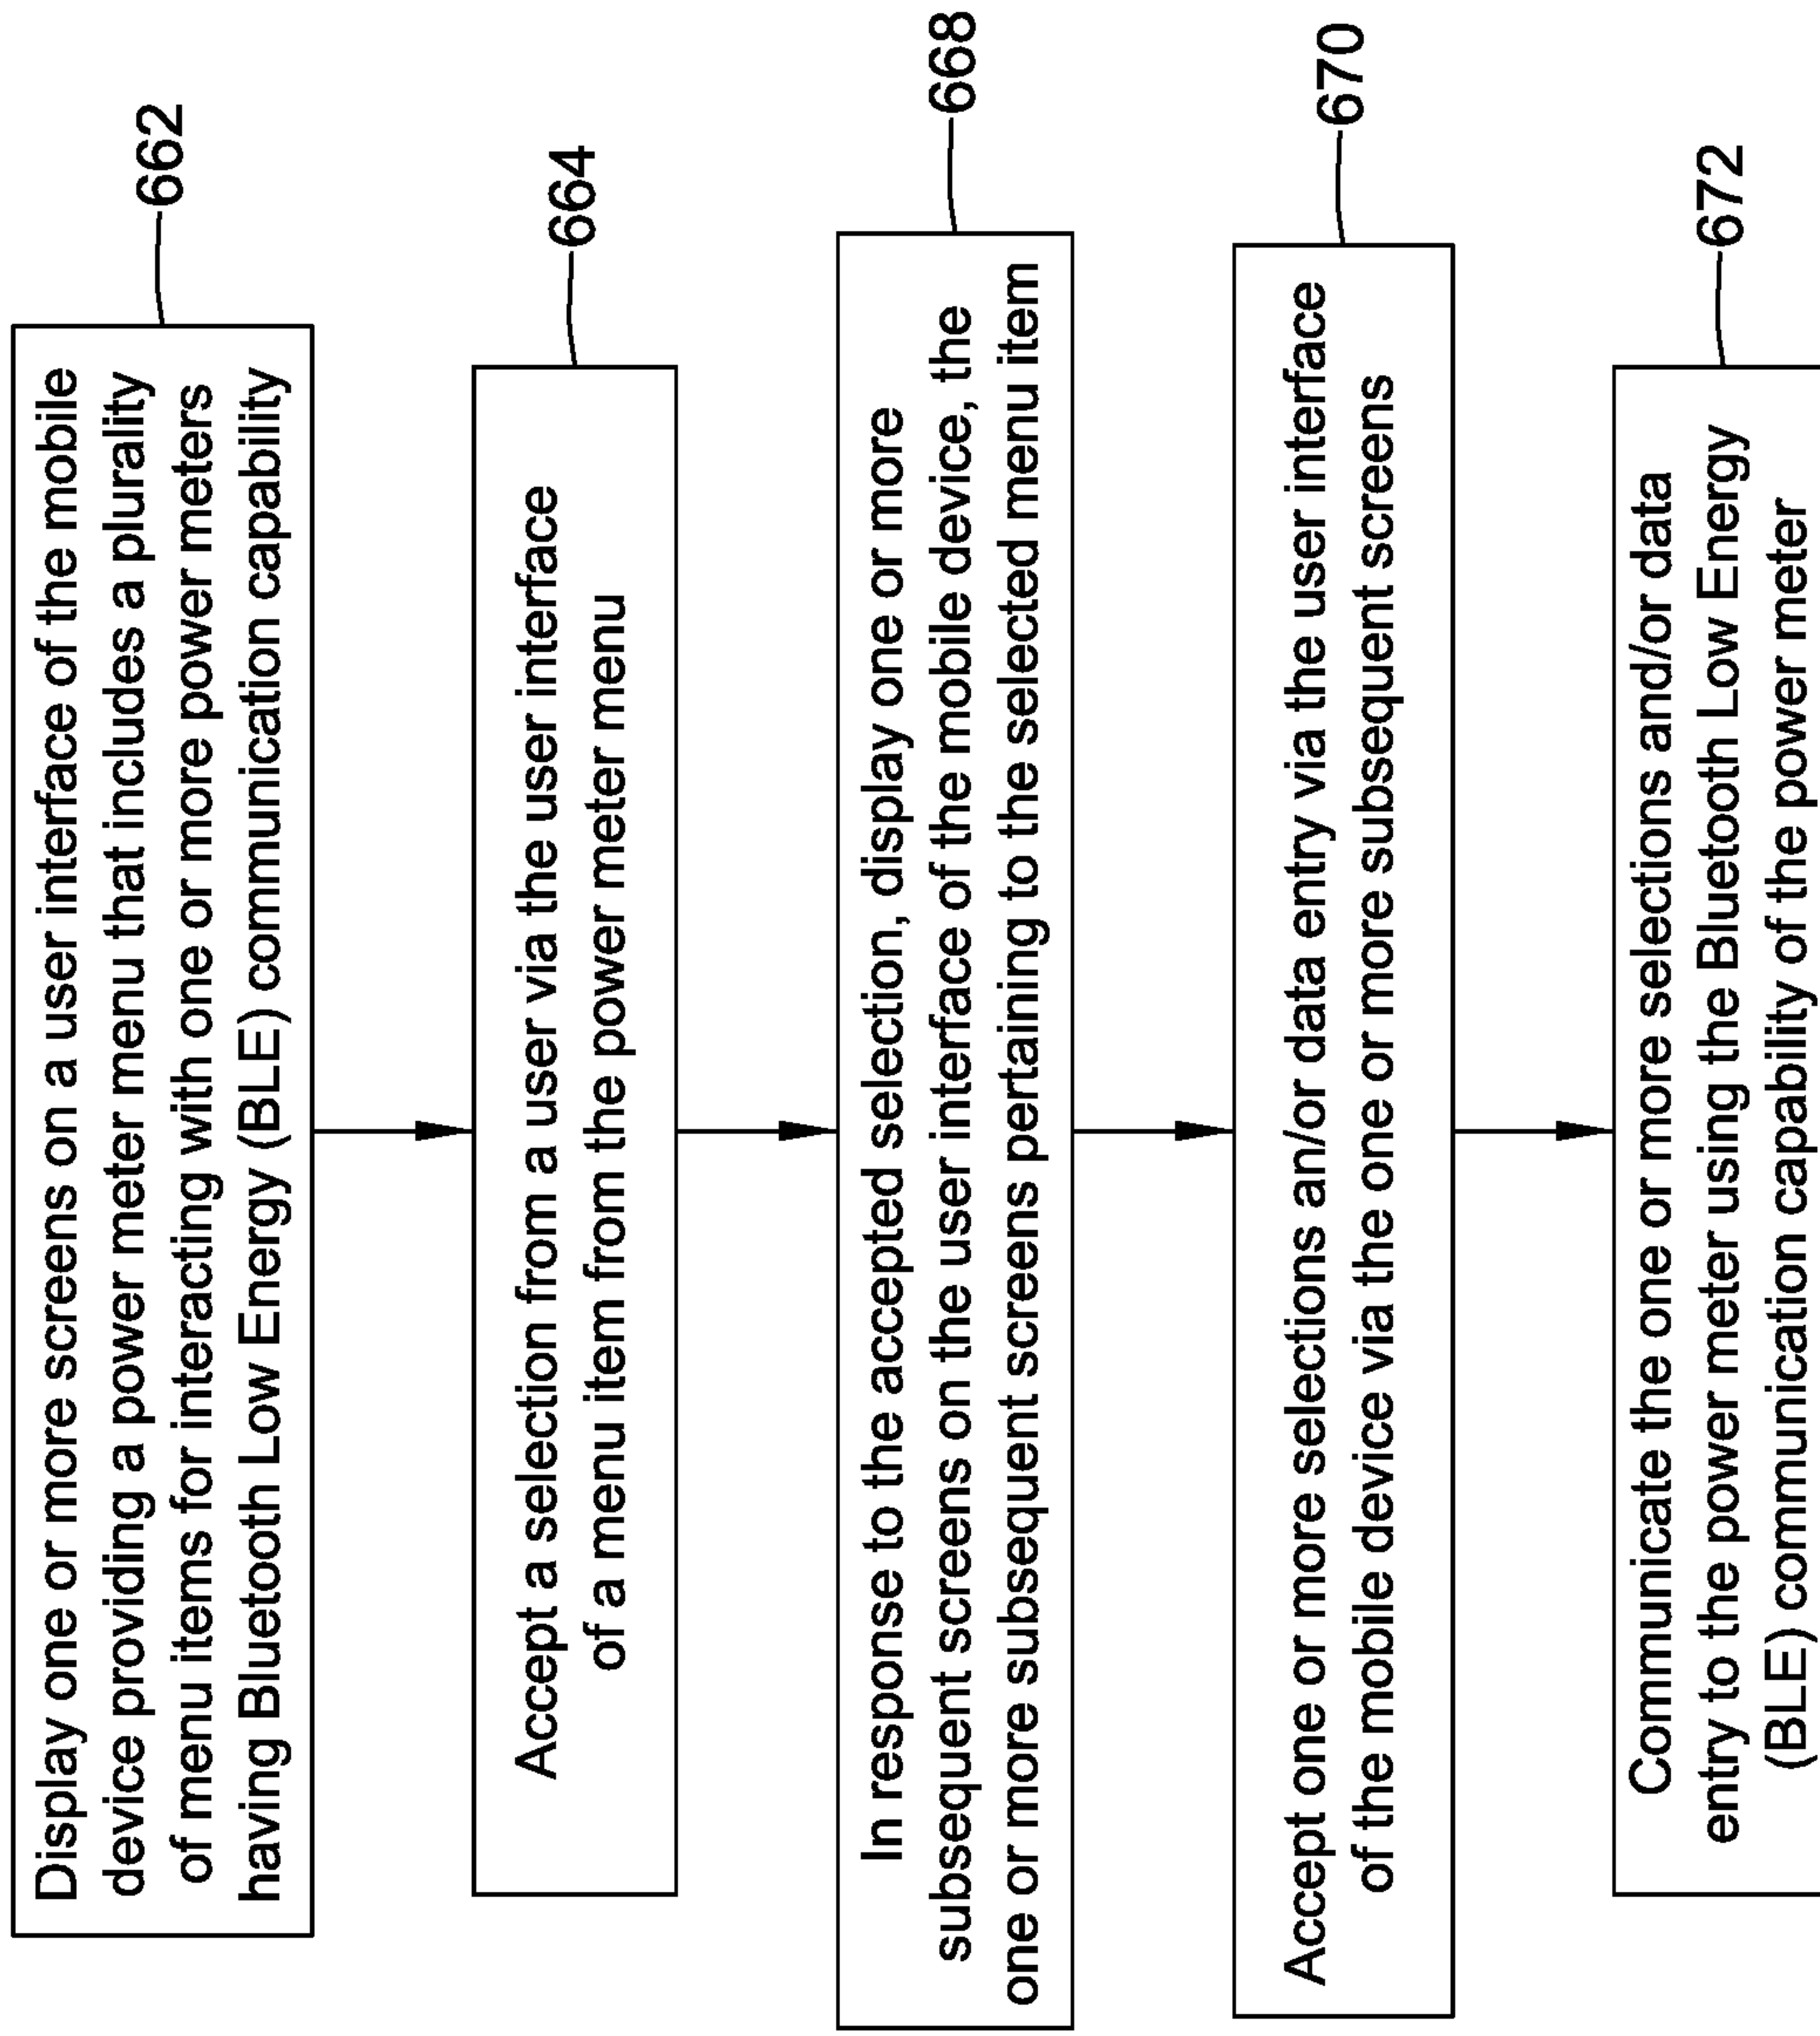 Display one or more screens on a user interface of the mobile
device providing a power meter menu that includes a plurality
of menu items for interacting with one or more power meters
having Bluetooth Low Energy (BLE) communication capability
662
Accept a selection from a user via the user interface
of a menu item from the power meter menu
664
In response to the accepted selection, display one or more
subsequent screens on the user interface of the mobile device, the
one or more subsequent screens pertaining to the selected menu item
668
Accept one or more selections and/or data entry via the user interface
of the mobile device via the one or more subsequent screens
670
Communicate the one or more selections and/or data
entry to the power meter using the Bluetooth Low Energy
(BLE) communication capability of the power meter
672